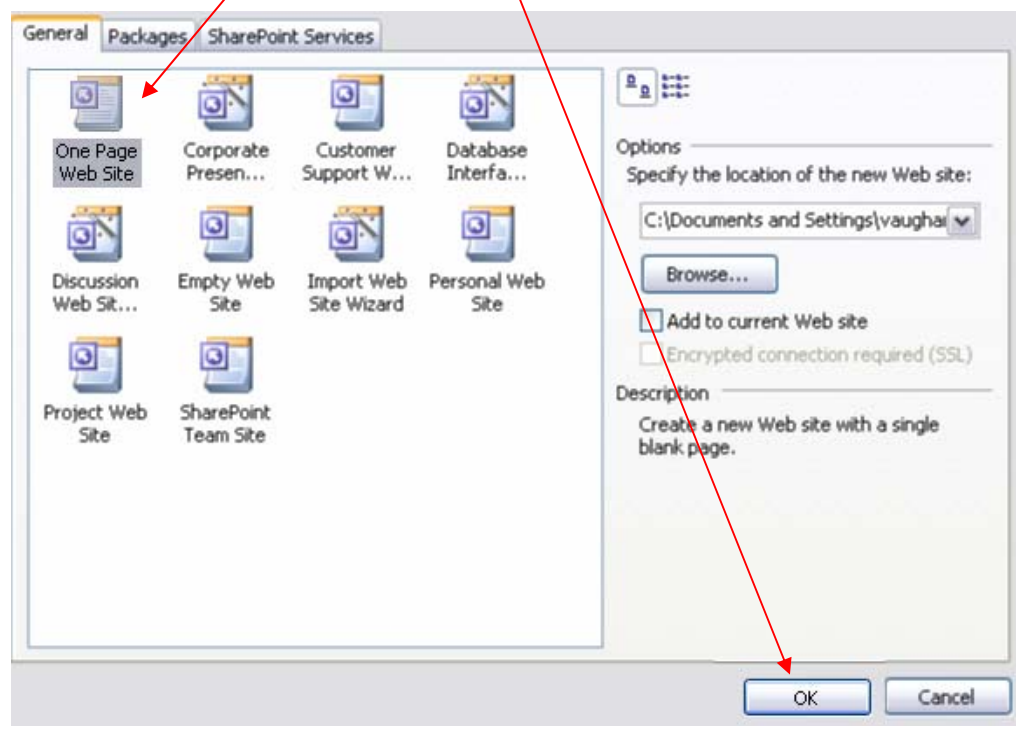 General Packages SharePoint Services
One Page
Web Site
Corporate
Presen...
Customer
Support W...
Database
Interfa...
Discussion
Web Sit...
Empty Web
Site
Import Web
Site Wizard
Personal Web
Site
Project Web
Site
SharePoint
Team Site
Options
Specify the location of the new Web site:
C:\Documents and Settings\vaughar
Browse...
Add to current Web site
Encrypted connection required (SSL)
Description
Create a new Web site with a single
blank page.
OK Cancel